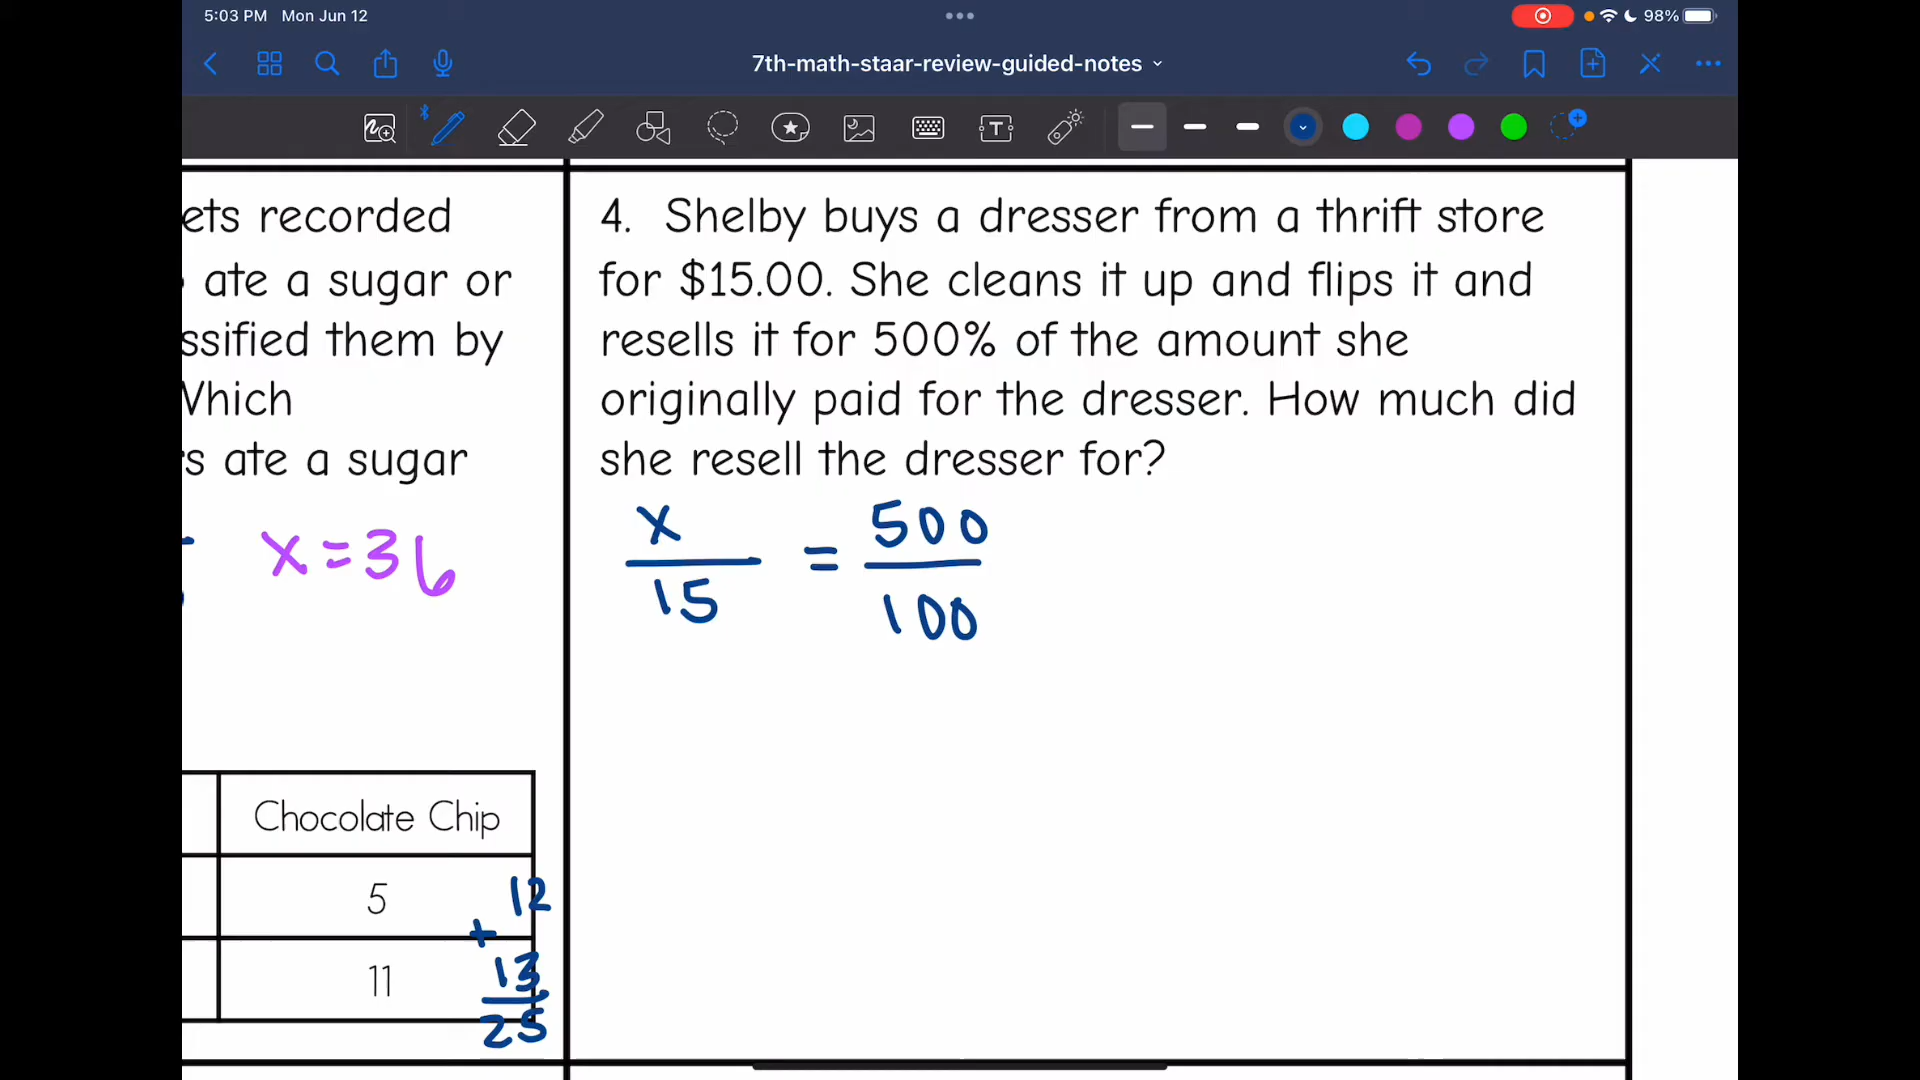 5:03 PM Mon Jun 12
98%
7th-math-staar-review-guided-notes
ets recorded
ate a sugar or
ssified them by
Which
rs ate a sugar
x = 36
Chocolate Chip
5
11
12
+
13
25
4. Shelby buys a dresser from a thrift store
for $15.00. She cleans it up and flips it and
resells it for 500% of the amount she
originally paid for the dresser. How much did
she resell the dresser for?
x = 500
15 100